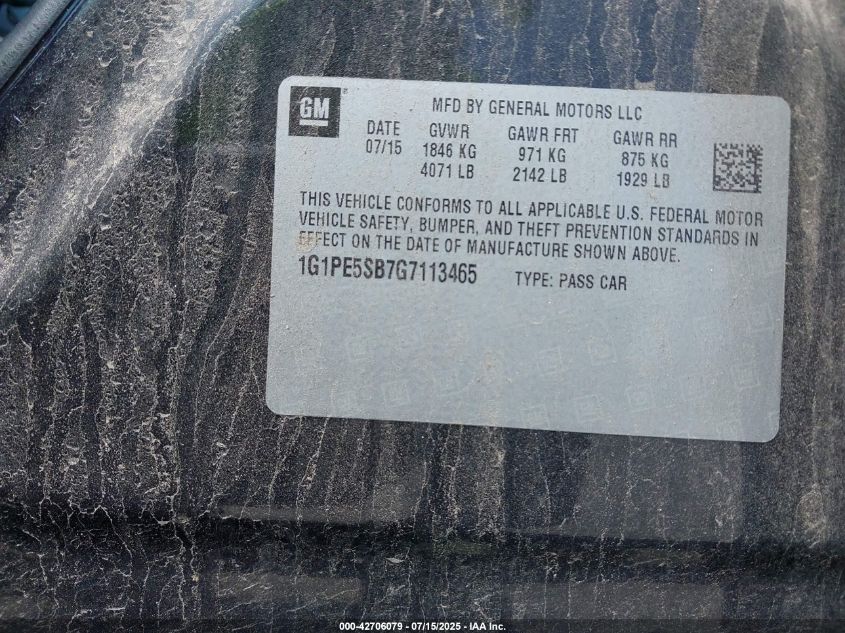 GM
MFD BY GENERAL MOTORS LLC
DATE GVWR GAWR FRT GAWR RR
07/15 1846 KG 971 KG 875 KG
4071 LB 2142 LB 1929 LB
THIS VEHICLE CONFORMS TO ALL APPLICABLE U.S. FEDERAL MOTOR
VEHICLE SAFETY, BUMPER, AND THEFT PREVENTION STANDARDS IN
EFFECT ON THE DATE OF MANUFACTURE SHOWN ABOVE.
1G1PE5SB7G7113465 TYPE: PASS CAR
000-42706079 - 07/15/2025 - IAA Inc.